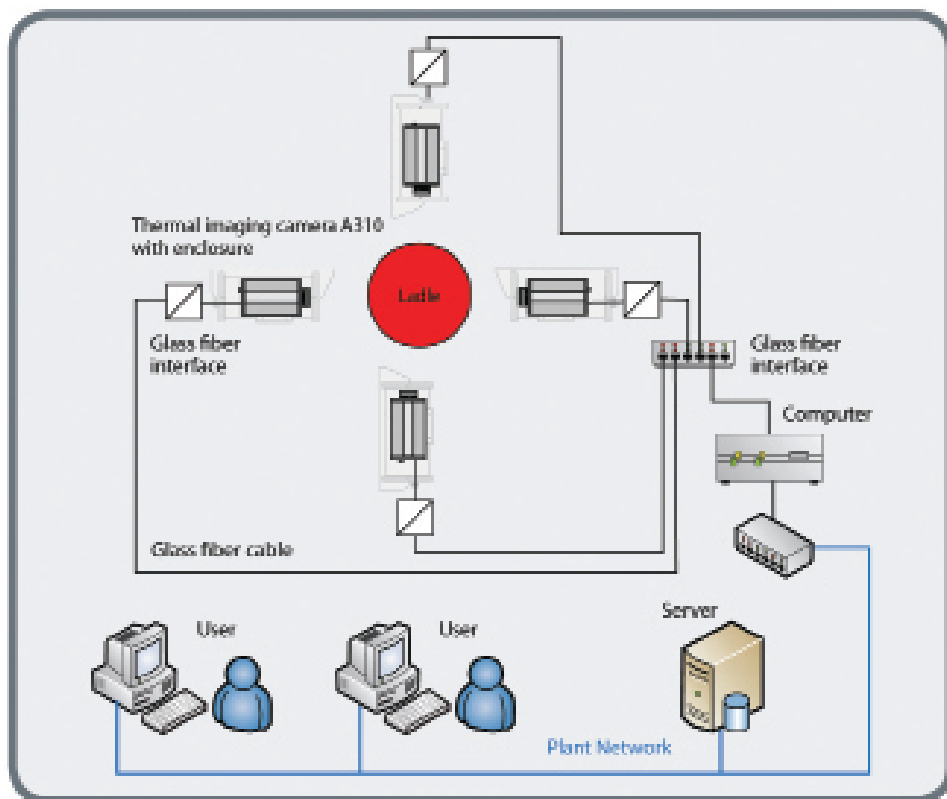 Thermal imaging camera A310
with enclosure
Ladle
Glass fiber
interface
Glass fiber
interface
Computer
Glass fiber cable
User
User
Server
Plant Network